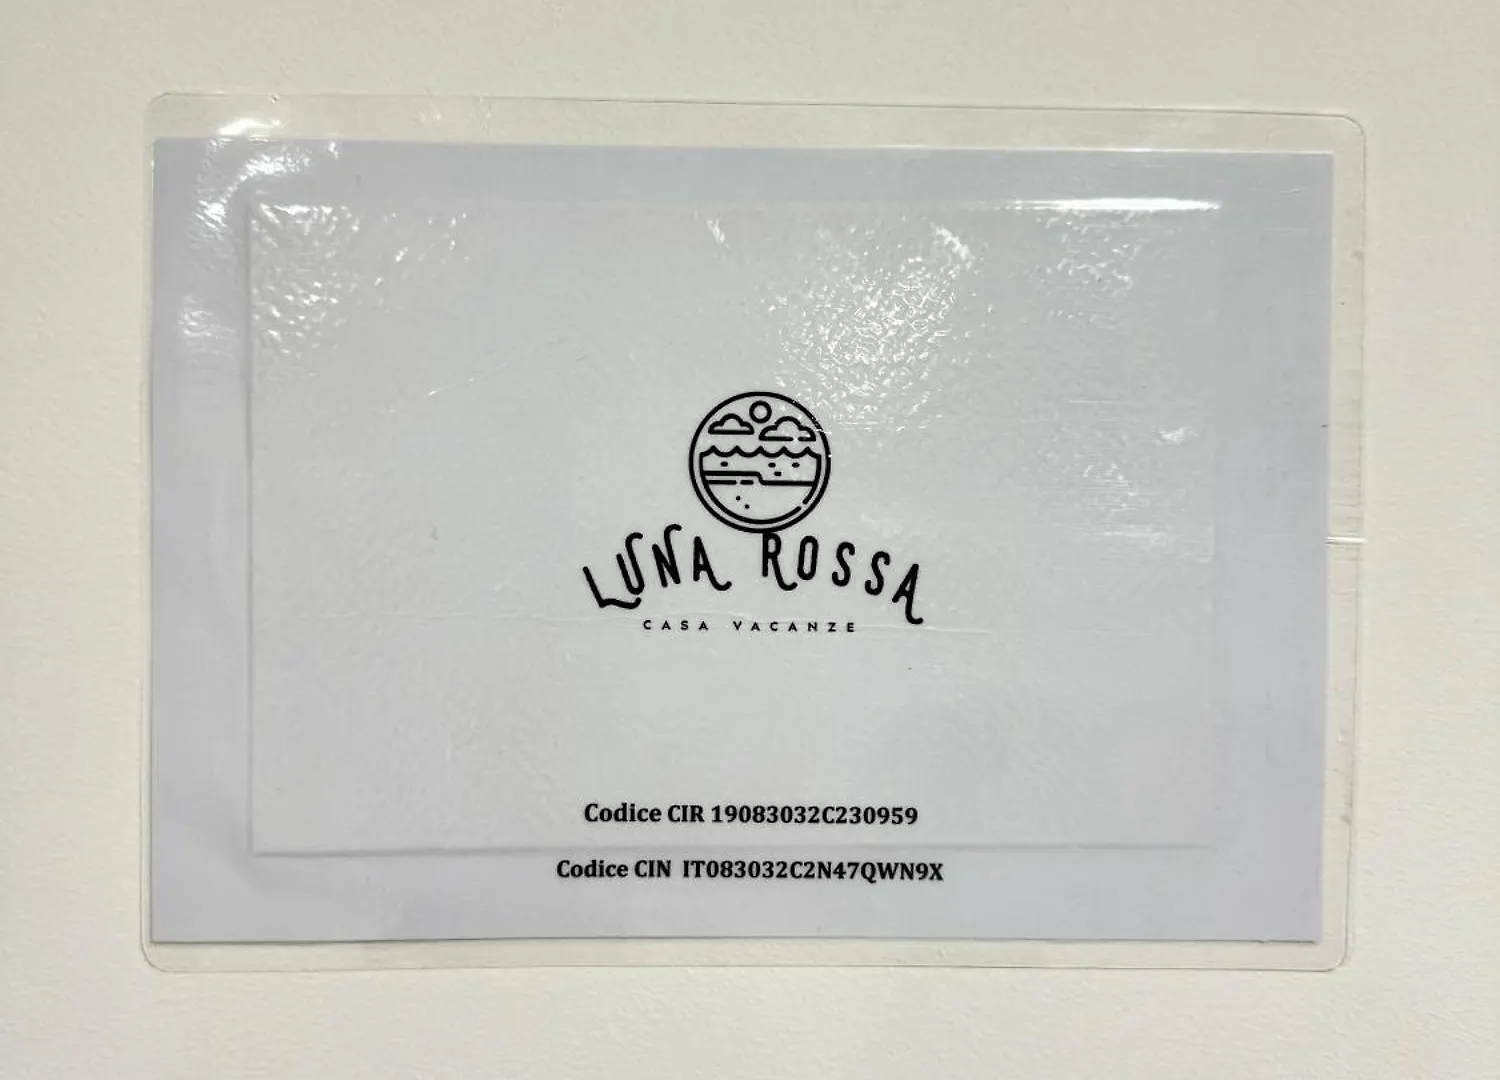 LUNA ROSSA
CASA VACANZE
Codice CIR 19083032C230959
Codice CIN IT083032C2N47QWN9X